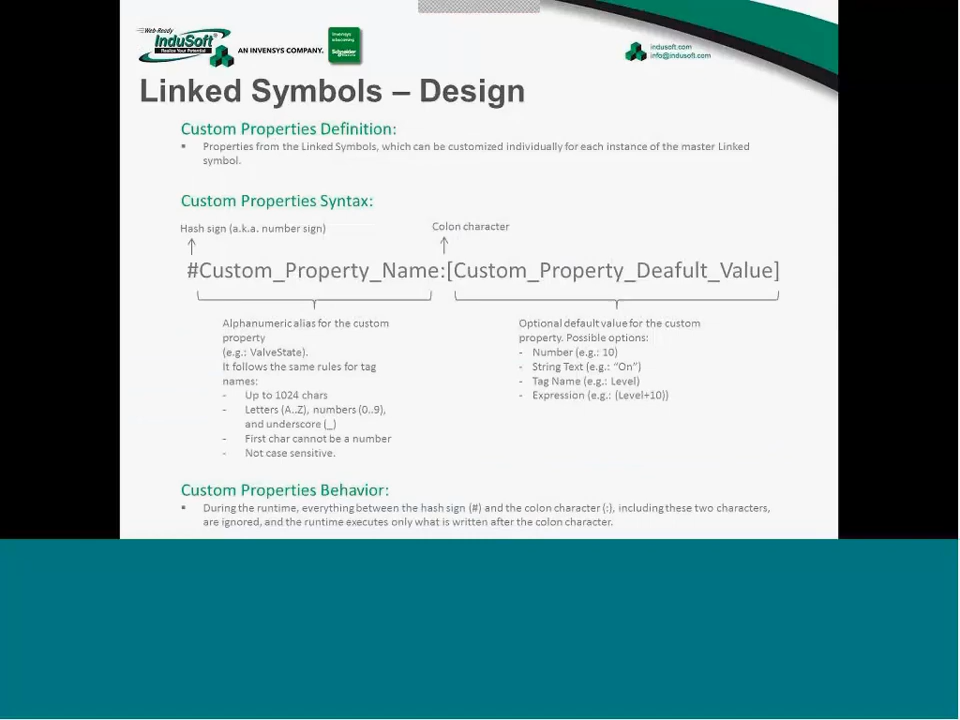 Web-Ready
InduSoft
Realize Your Potential
AN INVENSYS COMPANY.
indusoft.com
info@indusoft.com
Linked Symbols – Design
Custom Properties Definition:
▪ Properties from the Linked Symbols, which can be customized individually for each instance of the master Linked
symbol.
Custom Properties Syntax:
Hash sign (a.k.a. number sign)
Colon character
#Custom_Property_Name:[Custom_Property_Deafult_Value]
Alphanumeric alias for the custom
property
(e.g.: ValveState).
It follows the same rules for tag
names:
- Up to 1024 chars
- Letters (A..Z), numbers (0..9),
and underscore (_)
- First char cannot be a number
- Not case sensitive.
Optional default value for the custom
property. Possible options:
- Number (e.g.: 10)
- String Text (e.g.: “On”)
- Tag Name (e.g.: Level)
- Expression (e.g.: (Level+10))
Custom Properties Behavior:
▪ During the runtime, everything between the hash sign (#) and the colon character (:), including these two characters,
are ignored, and the runtime executes only what is written after the colon character.